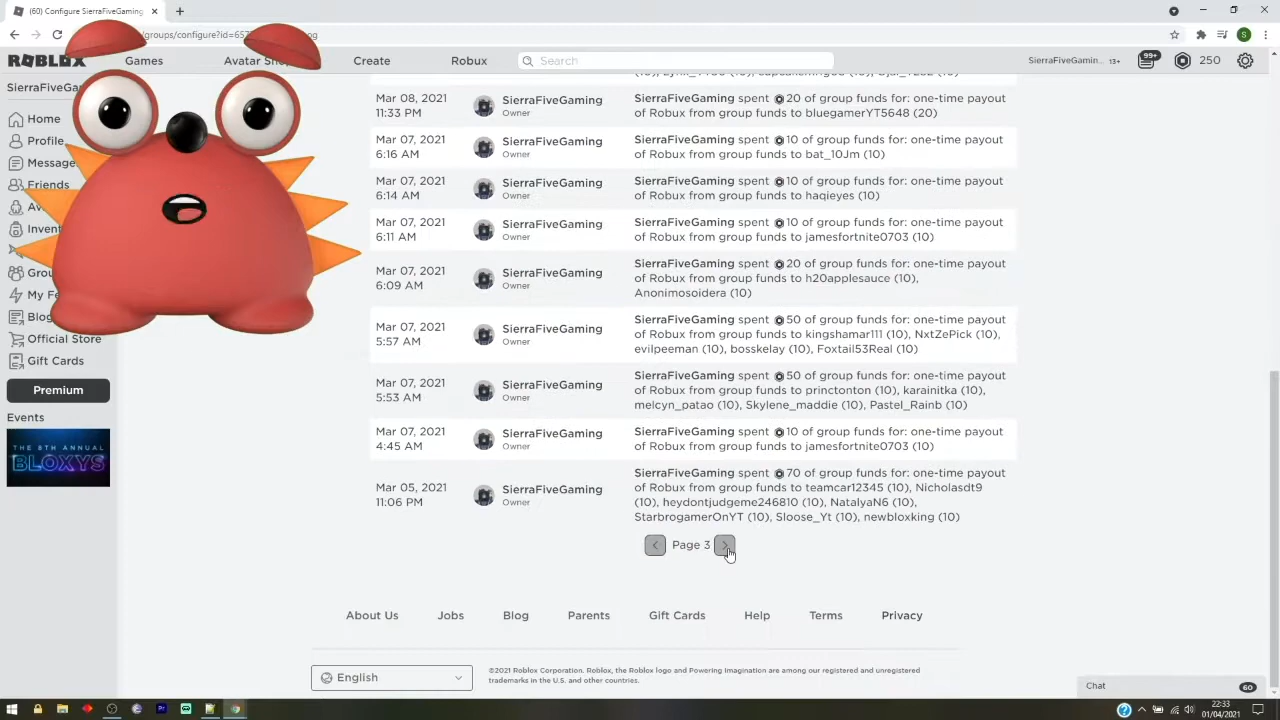 (60) SierraFiveGaming
/groups/configure?id=657
ROBLOX
Games
Avatar Shop
Create
Robux
Search
SierraFiveGamin... 13+
99+
250
SierraFiveGa
Home
Profile
Message
Friends
Av
Invent
Grou
My Fe
Blog
Official Store
Gift Cards
Premium
Events
THE 8TH ANNUAL
BLOXYS
Mar 08, 2021
11:33 PM
SierraFiveGaming
Owner
SierraFiveGaming spent 20 of group funds for: one-time payout
of Robux from group funds to bluegamerYT5648 (20)
Mar 07, 2021
6:16 AM
SierraFiveGaming
Owner
SierraFiveGaming spent 10 of group funds for: one-time payout
of Robux from group funds to bat_10Jm (10)
Mar 07, 2021
6:14 AM
SierraFiveGaming
Owner
SierraFiveGaming spent 10 of group funds for: one-time payout
of Robux from group funds to haqieyes (10)
Mar 07, 2021
6:11 AM
SierraFiveGaming
Owner
SierraFiveGaming spent 10 of group funds for: one-time payout
of Robux from group funds to jamesfortnite0703 (10)
Mar 07, 2021
6:09 AM
SierraFiveGaming
Owner
SierraFiveGaming spent 20 of group funds for: one-time payout
of Robux from group funds to h20applesauce (10),
Anonimosoidera (10)
Mar 07, 2021
5:57 AM
SierraFiveGaming
Owner
SierraFiveGaming spent 50 of group funds for: one-time payout
of Robux from group funds to kingshamar111 (10), NxtZePick (10),
evilpeeman (10), bosskelay (10), Foxtail53Real (10)
Mar 07, 2021
5:53 AM
SierraFiveGaming
Owner
SierraFiveGaming spent 50 of group funds for: one-time payout
of Robux from group funds to princtonton (10), karainitka (10),
melcyn_patao (10), Skylene_maddie (10), Pastel_Rainb (10)
Mar 07, 2021
4:45 AM
SierraFiveGaming
Owner
SierraFiveGaming spent 10 of group funds for: one-time payout
of Robux from group funds to jamesfortnite0703 (10)
Mar 05, 2021
11:06 PM
SierraFiveGaming
Owner
SierraFiveGaming spent 70 of group funds for: one-time payout
of Robux from group funds to teamcar12345 (10), Nicholasdt9
(10), heydontjudgeme246810 (10), NatalyaN6 (10),
StarbrogamerOnYT (10), Sloose_Yt (10), newbloxking (10)
Page 3
About Us
Jobs
Blog
Parents
Gift Cards
Help
Terms
Privacy
English
©2021 Roblox Corporation. Roblox, the Roblox logo and Powering Imagination are among our registered and unregistered
trademarks in the U.S. and other countries.
Chat
60
22:33
01/04/2021